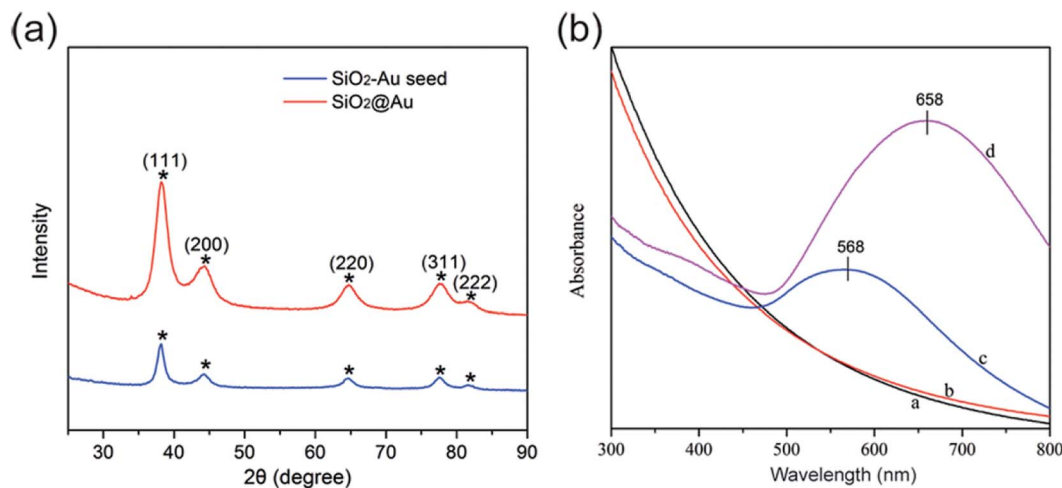 (a)
SiO₂-Au seed
SiO₂@Au
(111)
*
(200)
*
(220)
*
(311)
*
(222)
*
* * * * *
Intensity
30 40 50 60 70 80 90
2θ (degree)
(b)
658
d
568
c
b
a
Absorbance
300 400 500 600 700 800
Wavelength (nm)